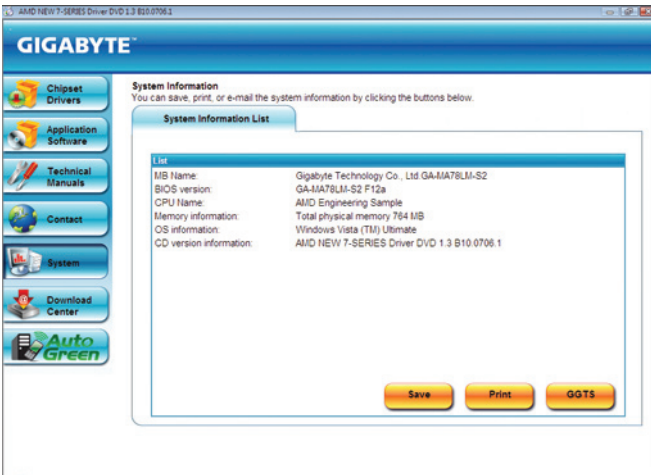 AMD NEW 7-SERIES Driver DVD 1.3 B10.0706.1
GIGABYTE™
Chipset
Drivers
Application
Software
Technical
Manuals
Contact
System
Download
Center
Auto
Green
System Information
You can save, print, or e-mail the system information by clicking the buttons below.
System Information List
List
MB Name: Gigabyte Technology Co., Ltd.GA-MA78LM-S2
BIOS version: GA-MA78LM-S2 F12a
CPU Name: AMD Engineering Sample
Memory information: Total physical memory 764 MB
OS information: Windows Vista (TM) Ultimate
CD version information: AMD NEW 7-SERIES Driver DVD 1.3 B10.0706.1
Save Print GGTS